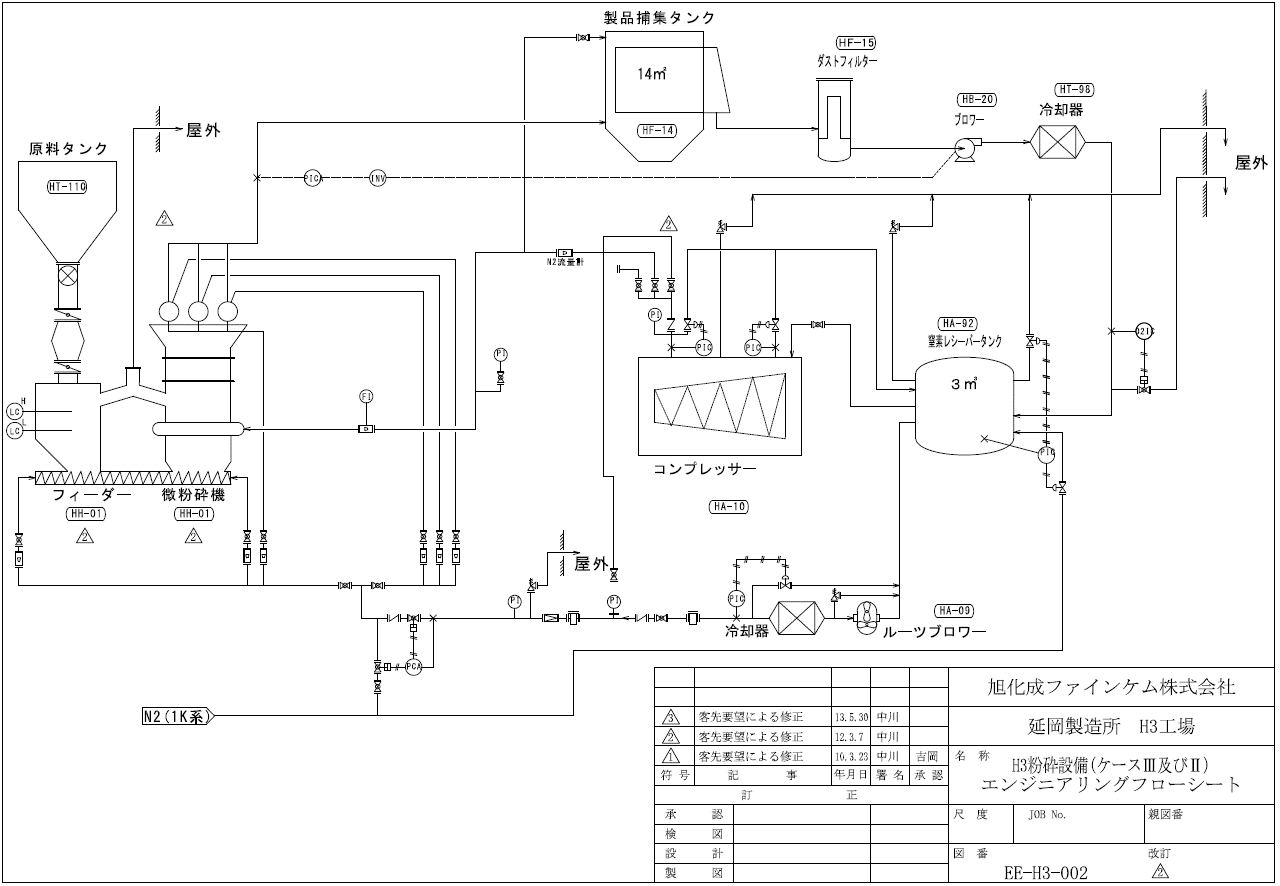 製品捕集タンク
14㎡
HF-14
HF-15
ダストフィルター
HB-20
ブロワー
HT-98
冷却器
屋外
屋外
原料タンク
HT-110
PICA
INV
2
2
N2流量計
PI
PI
PIC
PIC
HA-92
窒素レシーバータンク
3㎥
O2IC
FI
H
LC
L
LC
PIC
コンプレッサー
フィーダー
微粉砕機
HH-01
HH-01
2
2
HA-10
屋外
PI
PI
PIC
冷却器
HA-09
ルーツブロワー
PCA
N2(1K系)
旭化成ファインケム株式会社
延岡製造所 H3工場
3 客先要望による修正 13.5.30 中川
2 客先要望による修正 12.3.7 中川
1 客先要望による修正 10.3.23 中川 吉岡
符号 記事 年月日 署名 承認
訂正
名称
H3粉砕設備(ケースⅢ及びⅡ)
エンジニアリングフローシート
承認
検図
設計
製図
尺度
JOB No.
親図番
図番
EE-H3-002
改訂
2